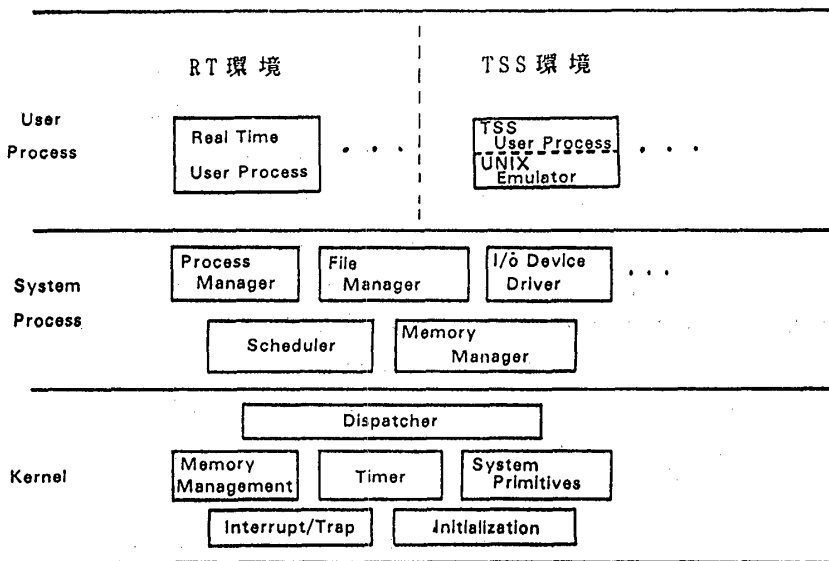 RT環境
TSS環境
User
Process
Real Time
User Process
. . .
TSS
User Process
UNIX
Emulator
. . .
System
Process
Process
Manager
File
Manager
I/O Device
Driver
. . .
Scheduler
Memory
Manager
Kernel
Dispatcher
Memory
Management
Timer
System
Primitives
Interrupt/Trap
Initialization